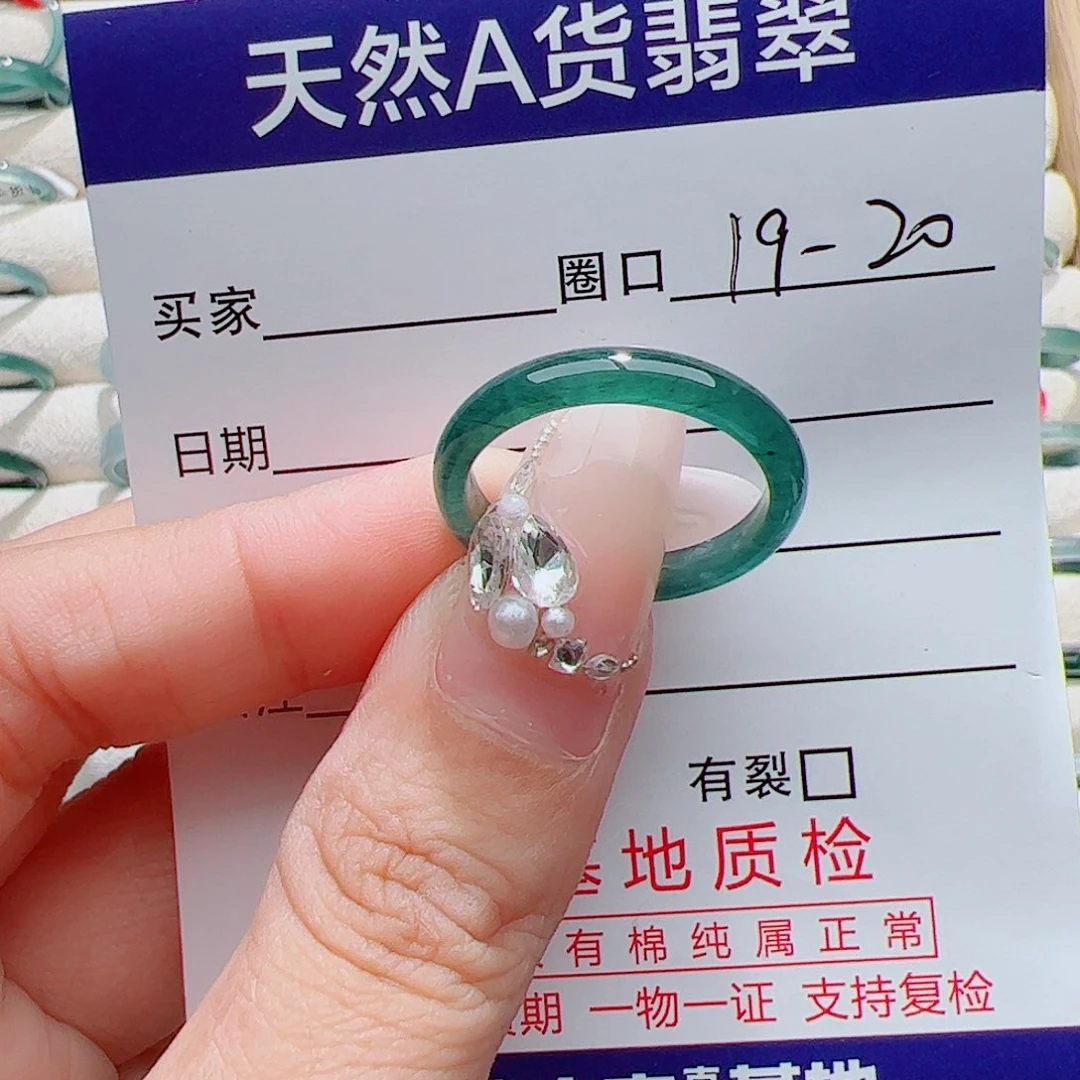 天然A货翡翠
买家 圈口 19-20
日期
有裂□
地质检
有棉纯属正常
期 一物一证 支持复检